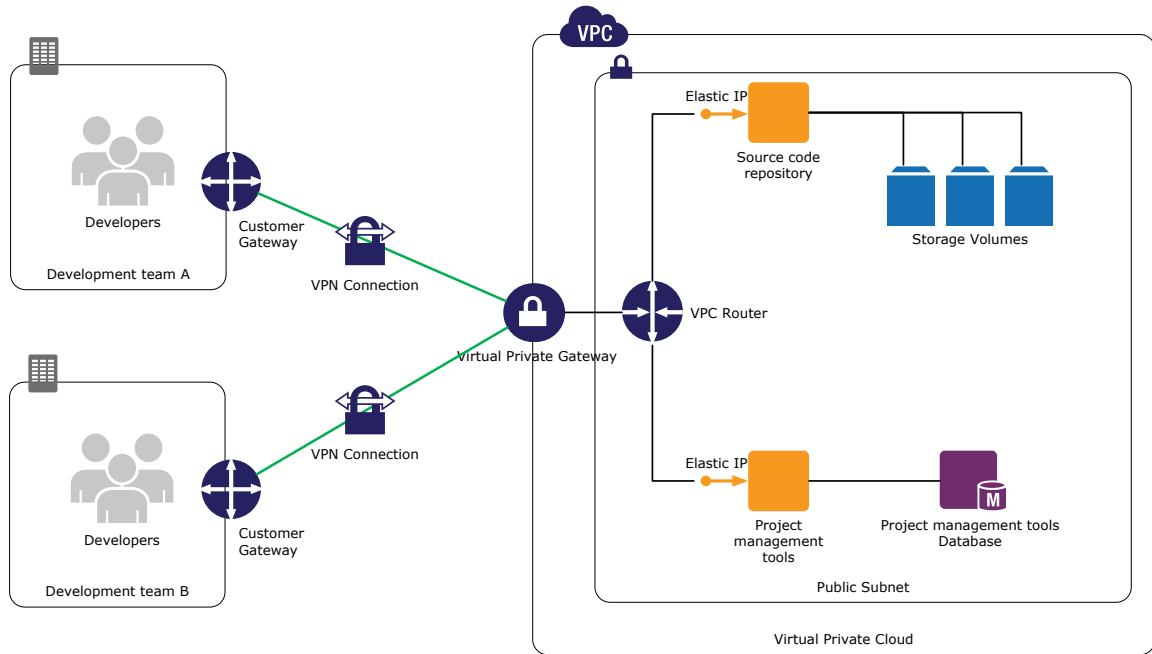 VPC
Elastic IP
Source code
repository
Storage Volumes
Developers
Customer
Gateway
Development team A
VPN Connection
VPC Router
Virtual Private Gateway
VPN Connection
Elastic IP
M
Developers
Customer
Gateway
Project
management
tools
Project management tools
Database
Development team B
Public Subnet
Virtual Private Cloud